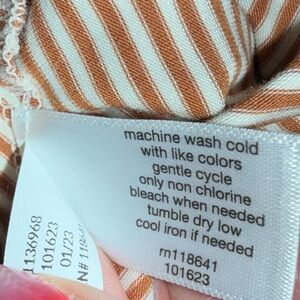 machine wash cold
with like colors
gentle cycle
only non chlorine
bleach when needed
tumble dry low
cool iron if needed
rn118641
101623
1136968
101623
01/23